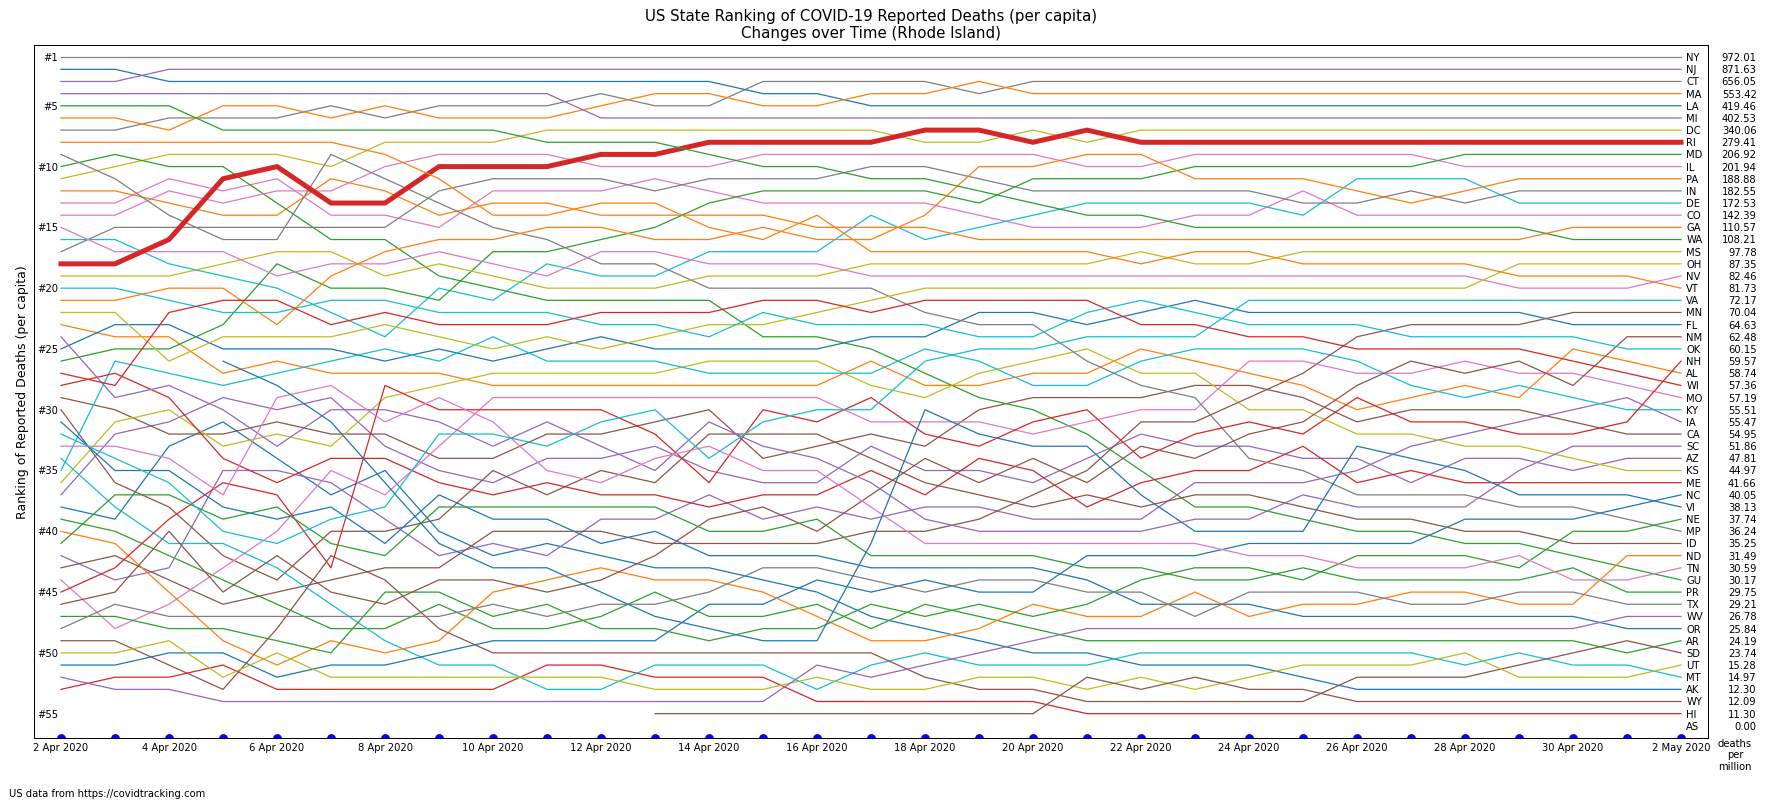 US State Ranking of COVID-19 Reported Deaths (per capita)
Changes over Time (Rhode Island)
Ranking of Reported Deaths (per capita)
#1
#5
#10
#15
#20
#25
#30
#35
#40
#45
#50
#55
NY 972.01
NJ 871.63
CT 656.05
MA 553.42
LA 419.46
MI 402.53
DC 340.06
RI 279.41
MD 206.92
IL 201.94
PA 188.88
IN 182.55
DE 172.53
CO 142.39
GA 110.57
WA 108.21
MS 97.78
OH 87.35
NV 82.46
VT 81.73
VA 72.17
MN 70.04
FL 64.63
NM 62.48
OK 60.15
NH 59.57
AL 58.74
WI 57.36
MO 57.19
KY 55.51
IA 55.47
CA 54.95
SC 51.86
AZ 47.81
KS 44.97
ME 41.66
NC 40.05
VI 38.13
NE 37.74
MP 36.24
ID 35.25
ND 31.49
TN 30.59
GU 30.17
PR 29.75
TX 29.21
WV 26.78
OR 25.84
AR 24.19
SD 23.74
UT 15.28
MT 14.97
AK 12.30
WY 12.09
HI 11.30
AS 0.00
2 Apr 2020 4 Apr 2020 6 Apr 2020 8 Apr 2020 10 Apr 2020 12 Apr 2020 14 Apr 2020 16 Apr 2020 18 Apr 2020 20 Apr 2020 22 Apr 2020 24 Apr 2020 26 Apr 2020 28 Apr 2020 30 Apr 2020 2 May 2020
deaths
per
million
US data from https://covidtracking.com